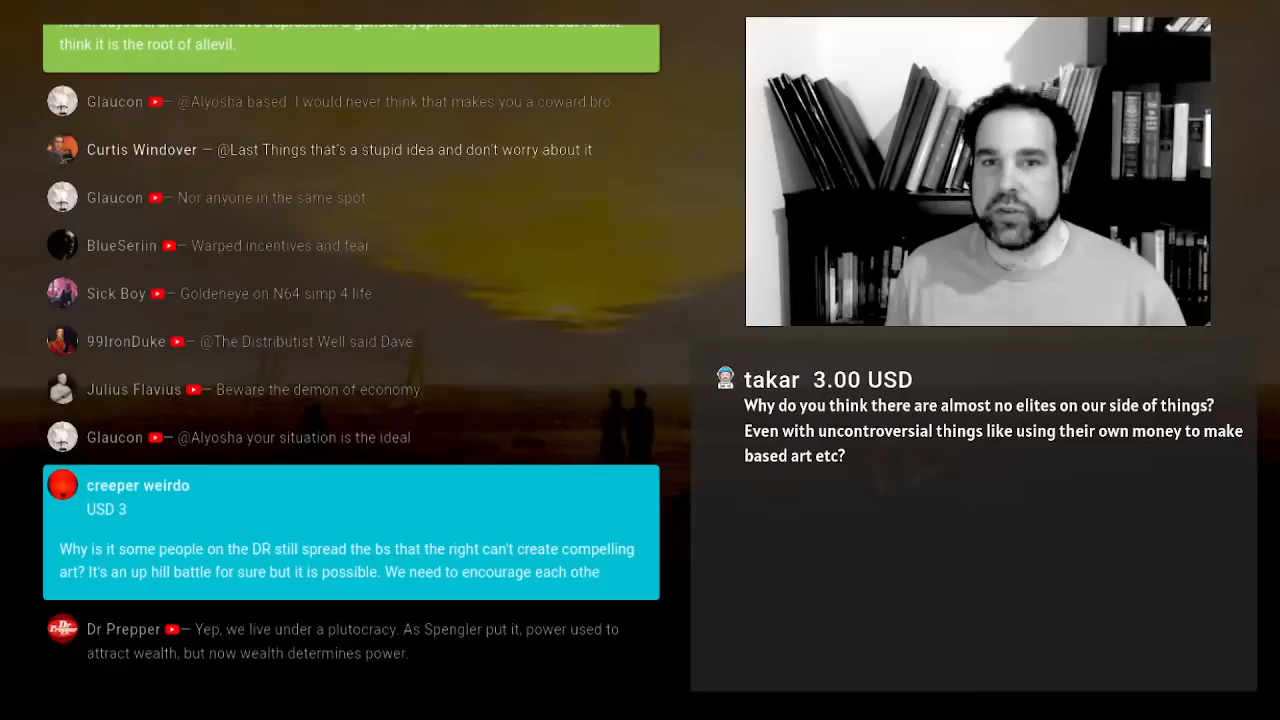 think it is the root of allevil.
Glaucon — @Alyosha based I would never think that makes you a coward bro
Curtis Windover — @Last Things that's a stupid idea and don't worry about it
Glaucon — Nor anyone in the same spot
BlueSeriin — Warped incentives and fear
Sick Boy — Goldeneye on N64 simp 4 life
99IronDuke — @The Distributist Well said Dave
Julius Flavius — Beware the demon of economy.
Glaucon — @Alyosha your situation is the ideal
creeper weirdo
USD 3
Why is it some people on the DR still spread the bs that the right can't create compelling
art? It's an up hill battle for sure but it is possible. We need to encourage each othe
Dr Prepper — Yep, we live under a plutocracy. As Spengler put it, power used to
attract wealth, but now wealth determines power.
takar 3.00 USD
Why do you think there are almost no elites on our side of things?
Even with uncontroversial things like using their own money to make
based art etc?